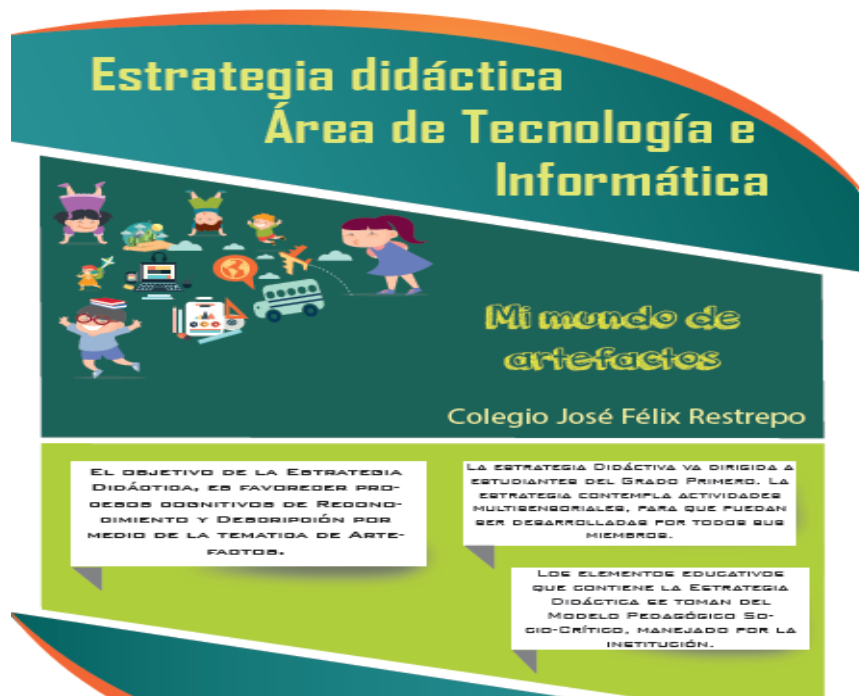 Estrategia didáctica
Área de Tecnología e
Informática
Mi mundo de
artefactos
Colegio José Félix Restrepo
El objetivo de la Estrategia
Didáctica, es favorecer pro-
cesos cognitivos de Recono-
cimiento y Descripción por
medio de la tematica de Arte-
factos.
La estrategia Didáctiva va dirigida a
estudiantes del Grado Primero. La
estrategia contempla actividades
multisensoriales, para que puedan
ser desarrolladas por todos sus
miembros.
Los elementos educativos
que contiene la Estrategia
Didáctica se toman del
Modelo Pedagógico So-
cio-Crítico, manejado por la
institución.